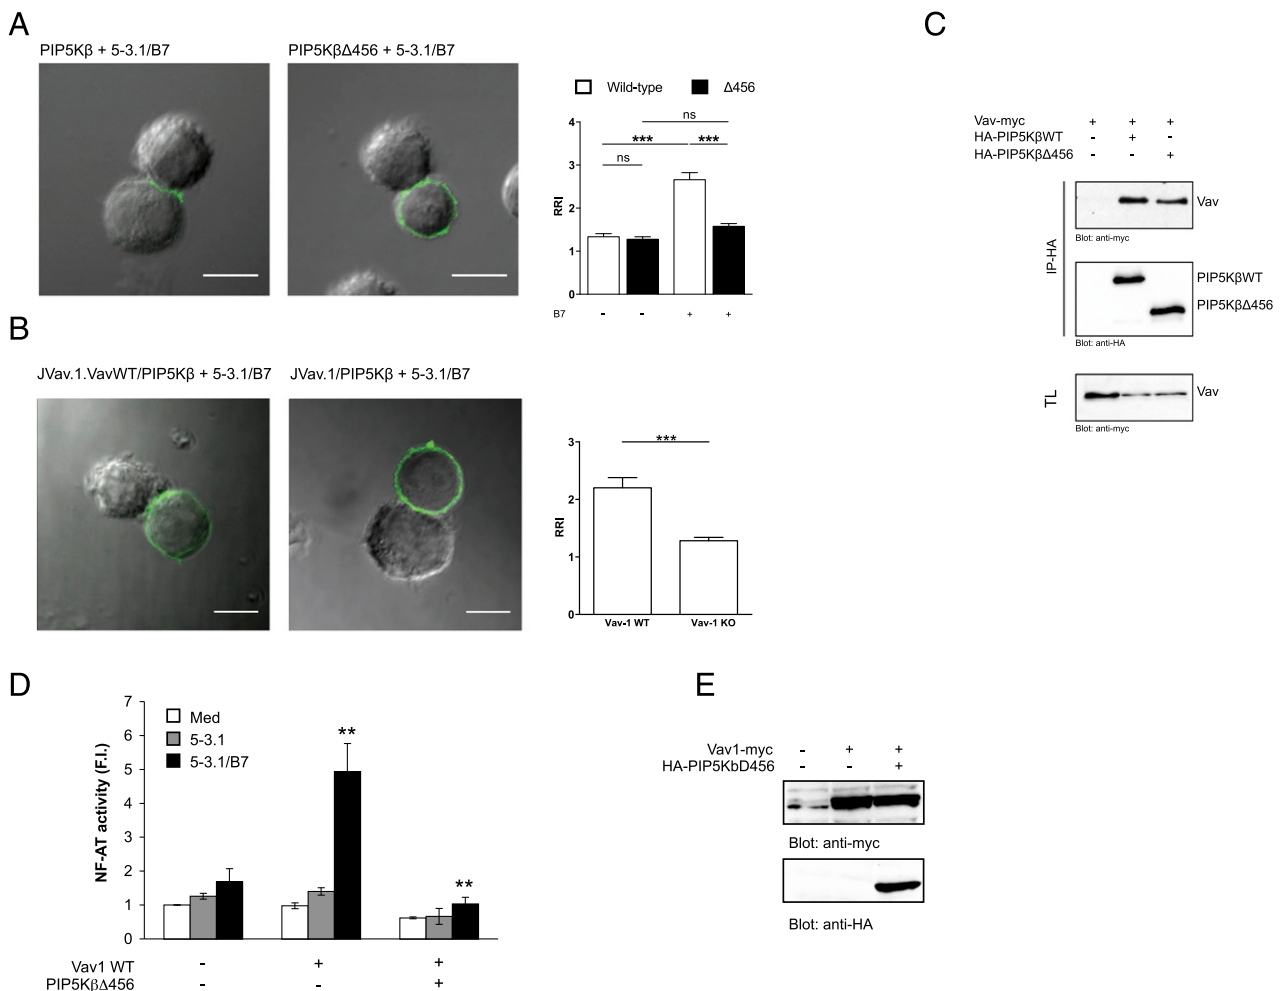 A
PIP5Kβ + 5-3.1/B7
PIP5KβΔ456 + 5-3.1/B7
Wild-type
Δ456
4
3
2
1
0
RRI
ns
***
***
ns
B7
- - + +
B
JVav.1.VavWT/PIP5Kβ + 5-3.1/B7
JVav.1/PIP5Kβ + 5-3.1/B7
3
2
1
0
RRI
***
Vav-1 WT
Vav-1 KO
C
Vav-myc + + +
HA-PIP5KβWT - + -
HA-PIP5KβΔ456 - - +
IP-HA
Vav
Blot: anti-myc
PIP5KβWT
PIP5KβΔ456
Blot: anti-HA
TL
Vav
Blot: anti-myc
D
7
6
5
4
3
2
1
0
NF-AT activity (F.I.)
Med
5-3.1
5-3.1/B7
**
**
Vav1 WT - + +
PIP5KβΔ456 - - +
E
Vav1-myc - + +
HA-PIP5KbD456 - - +
Blot: anti-myc
Blot: anti-HA